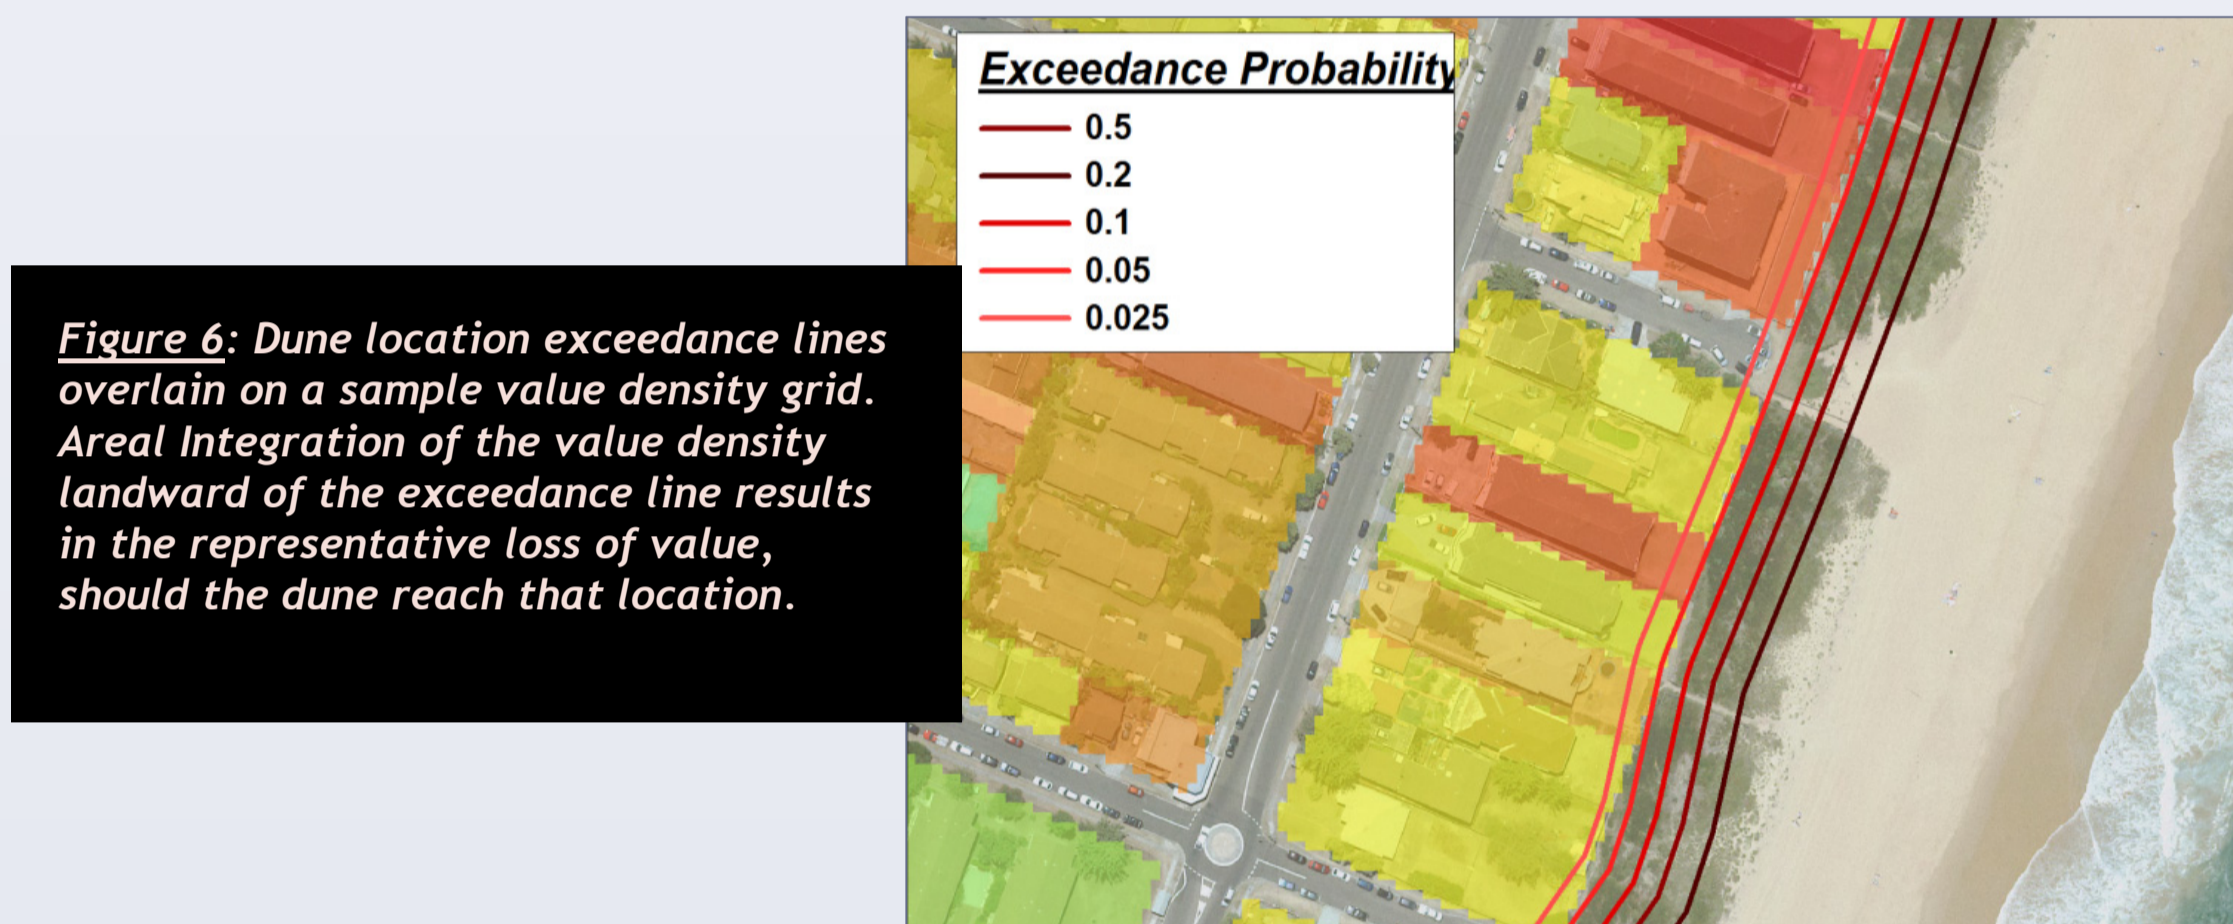 Exceedance Probability
0.5
0.2
0.1
0.05
0.025
Figure 6: Dune location exceedance lines
overlain on a sample value density grid.
Areal Integration of the value density
landward of the exceedance line results
in the representative loss of value,
should the dune reach that location.